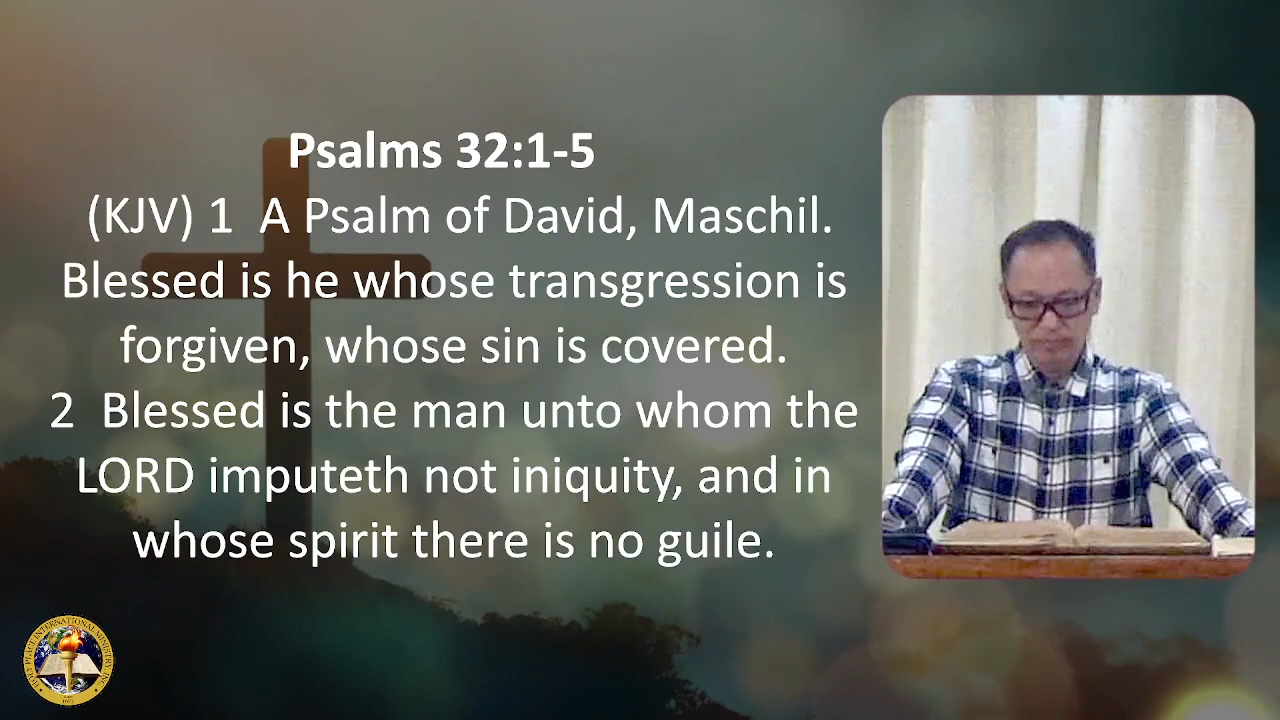 Psalms 32:1-5
(KJV) 1 A Psalm of David, Maschil.
Blessed is he whose transgression is
forgiven, whose sin is covered.
2 Blessed is the man unto whom the
LORD imputeth not iniquity, and in
whose spirit there is no guile.